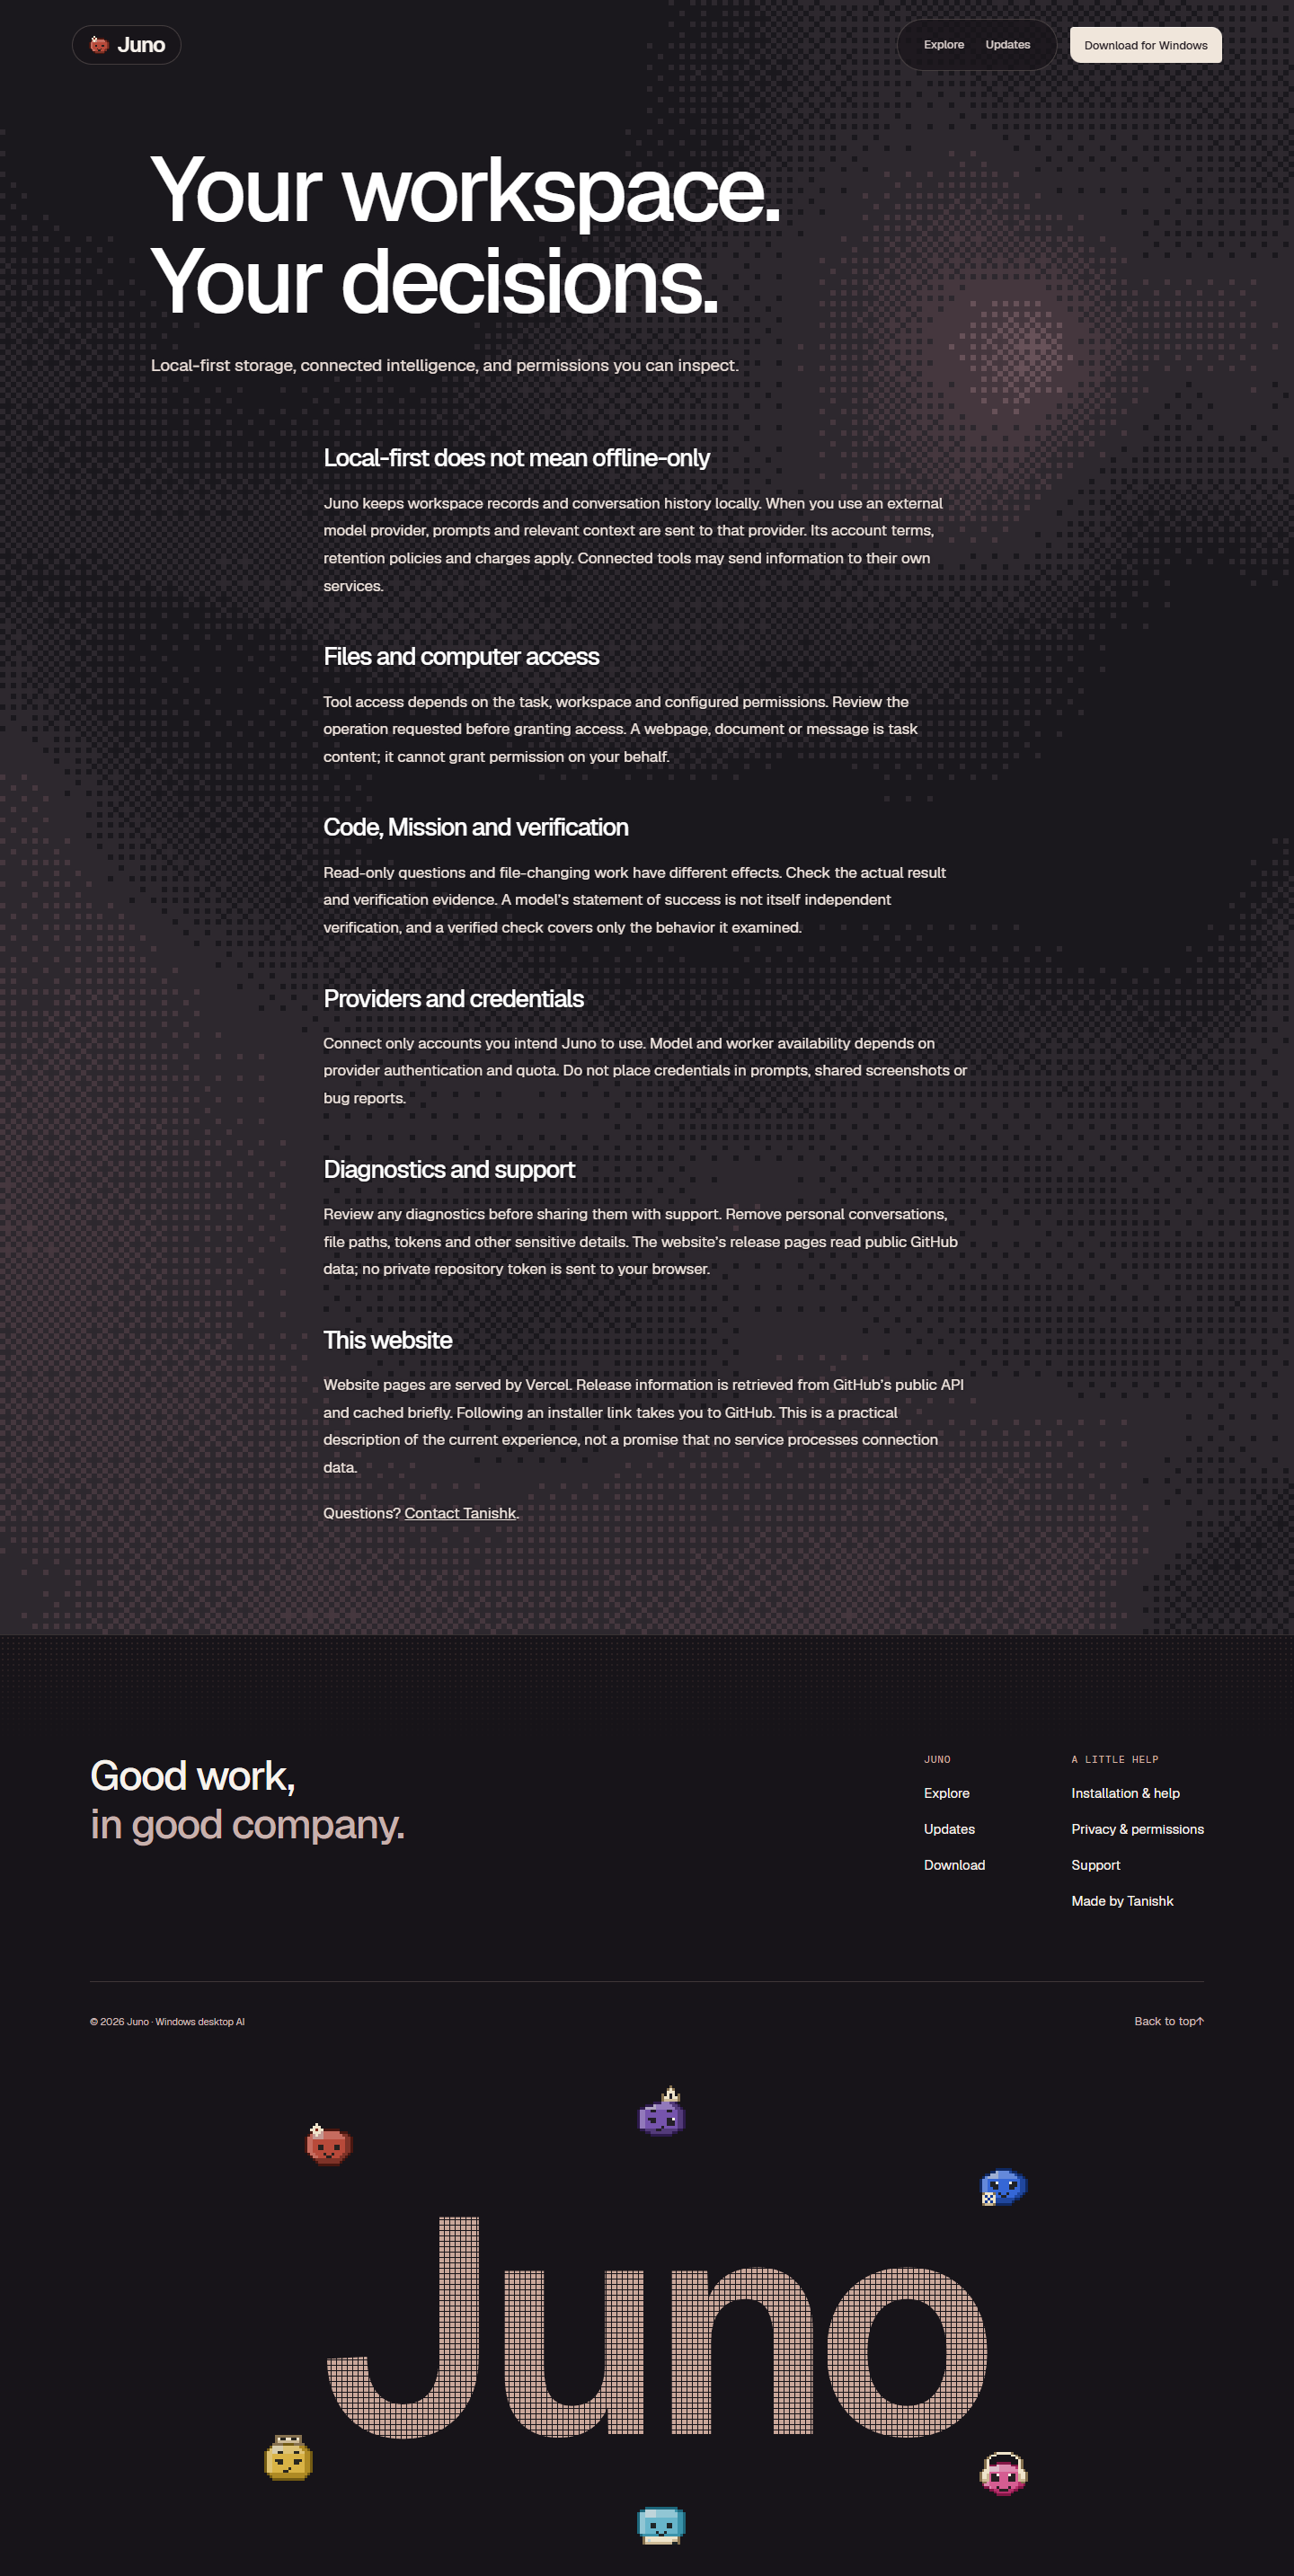 Juno
Explore
Updates
Download for Windows
Your workspace.
Your decisions.
Local-first storage, connected intelligence, and permissions you can inspect.
Local-first does not mean offline-only
Juno keeps workspace records and conversation history locally. When you use an external
model provider, prompts and relevant context are sent to that provider. Its account terms,
retention policies and charges apply. Connected tools may send information to their own
services.
Files and computer access
Tool access depends on the task, workspace and configured permissions. Review the
operation requested before granting access. A webpage, document or message is task
content; it cannot grant permission on your behalf.
Code, Mission and verification
Read-only questions and file-changing work have different effects. Check the actual result
and verification evidence. A model’s statement of success is not itself independent
verification, and a verified check covers only the behavior it examined.
Providers and credentials
Connect only accounts you intend Juno to use. Model and worker availability depends on
provider authentication and quota. Do not place credentials in prompts, shared screenshots or
bug reports.
Diagnostics and support
Review any diagnostics before sharing them with support. Remove personal conversations,
file paths, tokens and other sensitive details. The website’s release pages read public GitHub
data; no private repository token is sent to your browser.
This website
Website pages are served by Vercel. Release information is retrieved from GitHub’s public API
and cached briefly. Following an installer link takes you to GitHub. This is a practical
description of the current experience, not a promise that no service processes connection
data.
Questions? Contact Tanishk.
Good work,
in good company.
JUNO
Explore
Updates
Download
A LITTLE HELP
Installation & help
Privacy & permissions
Support
Made by Tanishk
© 2026 Juno · Windows desktop AI
Back to top↑
Juno